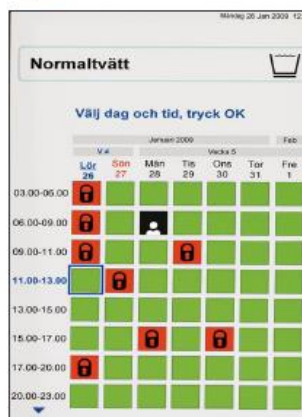 Måndag 26 Jan 2009 12
Normaltvätt
Välj dag och tid, tryck OK
Januari 2009 Feb
V.4 Vecka 5
Lör Sön Mån Tis Ons Tor Fre
26 27 28 29 30 31 1
03.00-06.00
06.00-09.00
09.00-11.00
11.00-13.00
13.00-15.00
15.00-17.00
17.00-20.00
20.00-23.00